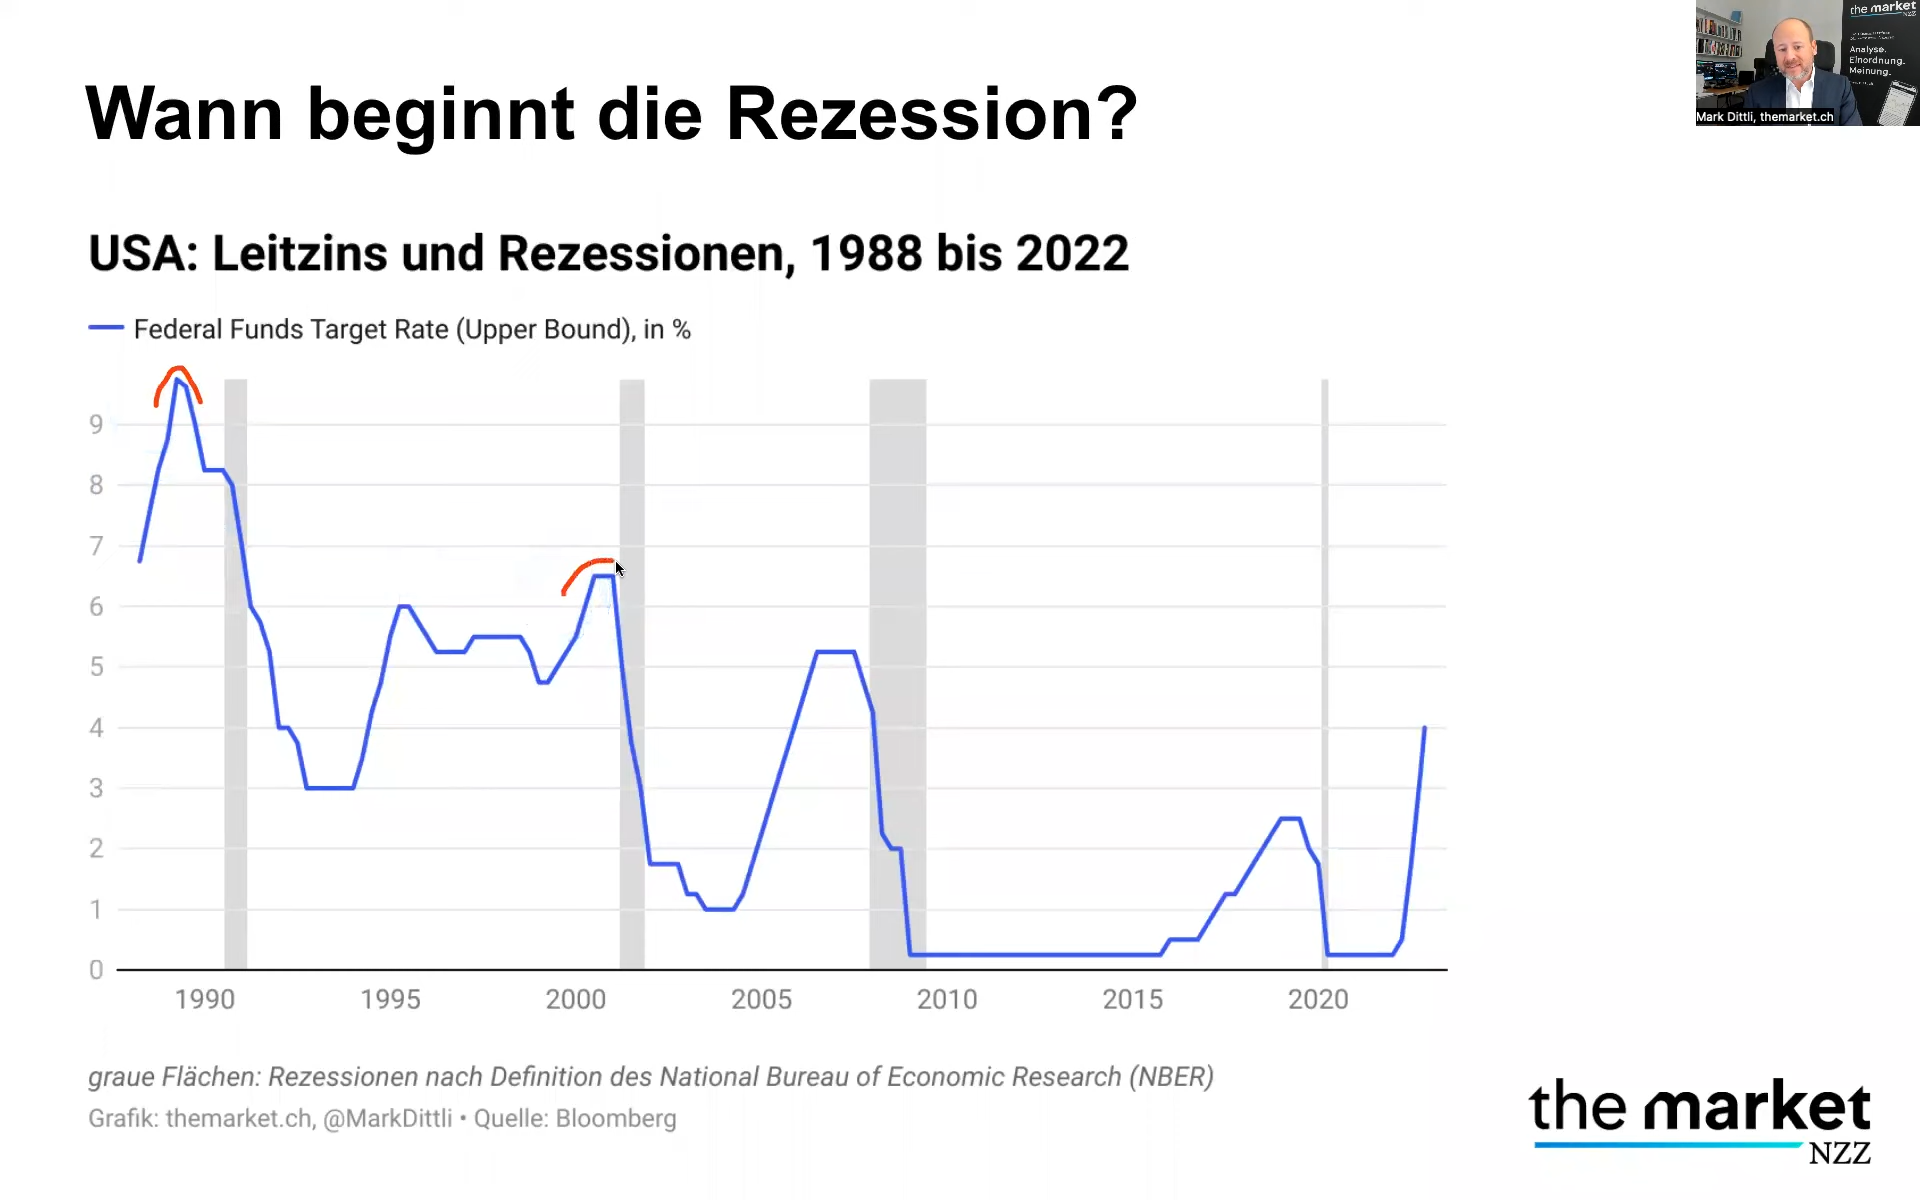 the market
NZZ
Analyse.
Einordnung.
Meinung.
Mark Dittli, themarket.ch
Wann beginnt die Rezession?
USA: Leitzins und Rezessionen, 1988 bis 2022
Federal Funds Target Rate (Upper Bound), in %
9
8
7
6
5
4
3
2
1
0
1990 1995 2000 2005 2010 2015 2020
graue Flächen: Rezessionen nach Definition des National Bureau of Economic Research (NBER)
Grafik: themarket.ch, @MarkDittli • Quelle: Bloomberg
the market
NZZ